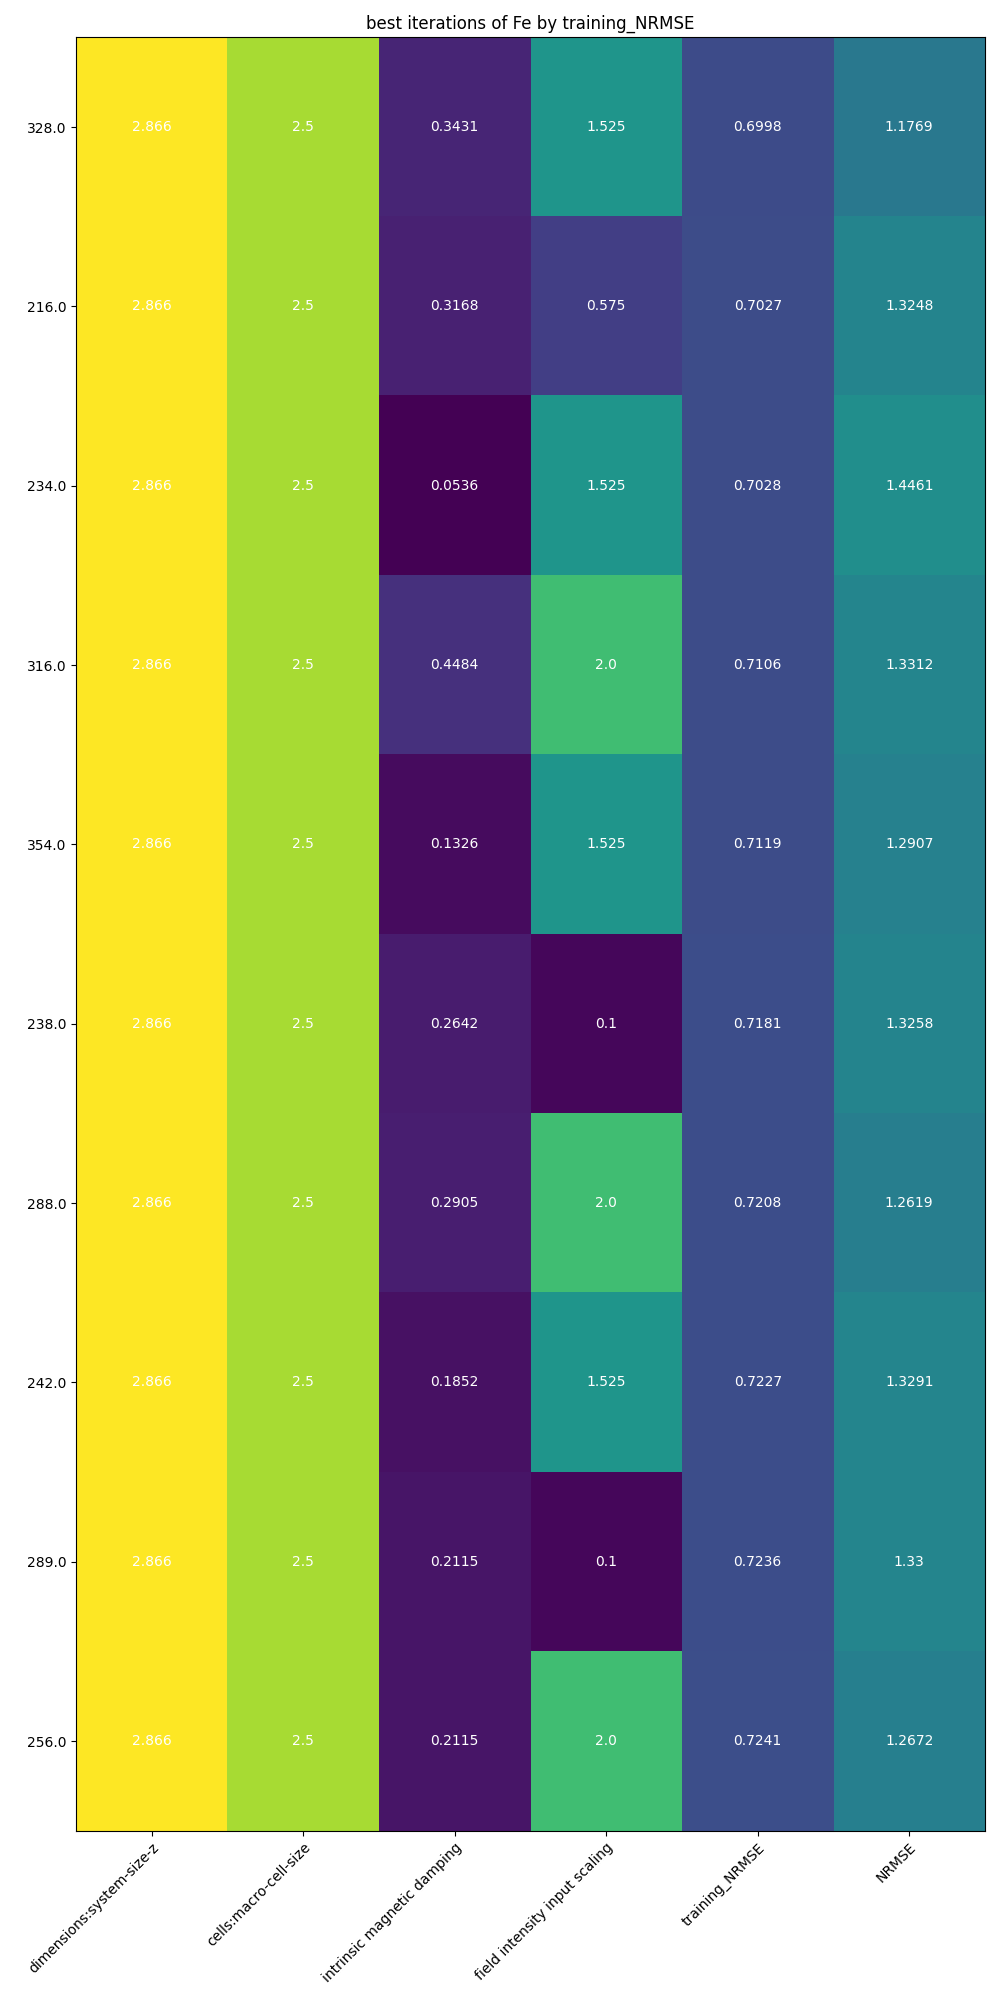 best iterations of Fe by training_NRMSE
328.0 2.866 2.5 0.3431 1.525 0.6998 1.1769
216.0 2.866 2.5 0.3168 0.575 0.7027 1.3248
234.0 2.866 2.5 0.0536 1.525 0.7028 1.4461
316.0 2.866 2.5 0.4484 2.0 0.7106 1.3312
354.0 2.866 2.5 0.1326 1.525 0.7119 1.2907
238.0 2.866 2.5 0.2642 0.1 0.7181 1.3258
288.0 2.866 2.5 0.2905 2.0 0.7208 1.2619
242.0 2.866 2.5 0.1852 1.525 0.7227 1.3291
289.0 2.866 2.5 0.2115 0.1 0.7236 1.33
256.0 2.866 2.5 0.2115 2.0 0.7241 1.2672
dimensions:system-size-z
cells:macro-cell-size
intrinsic magnetic damping
field intensity input scaling
training_NRMSE
NRMSE